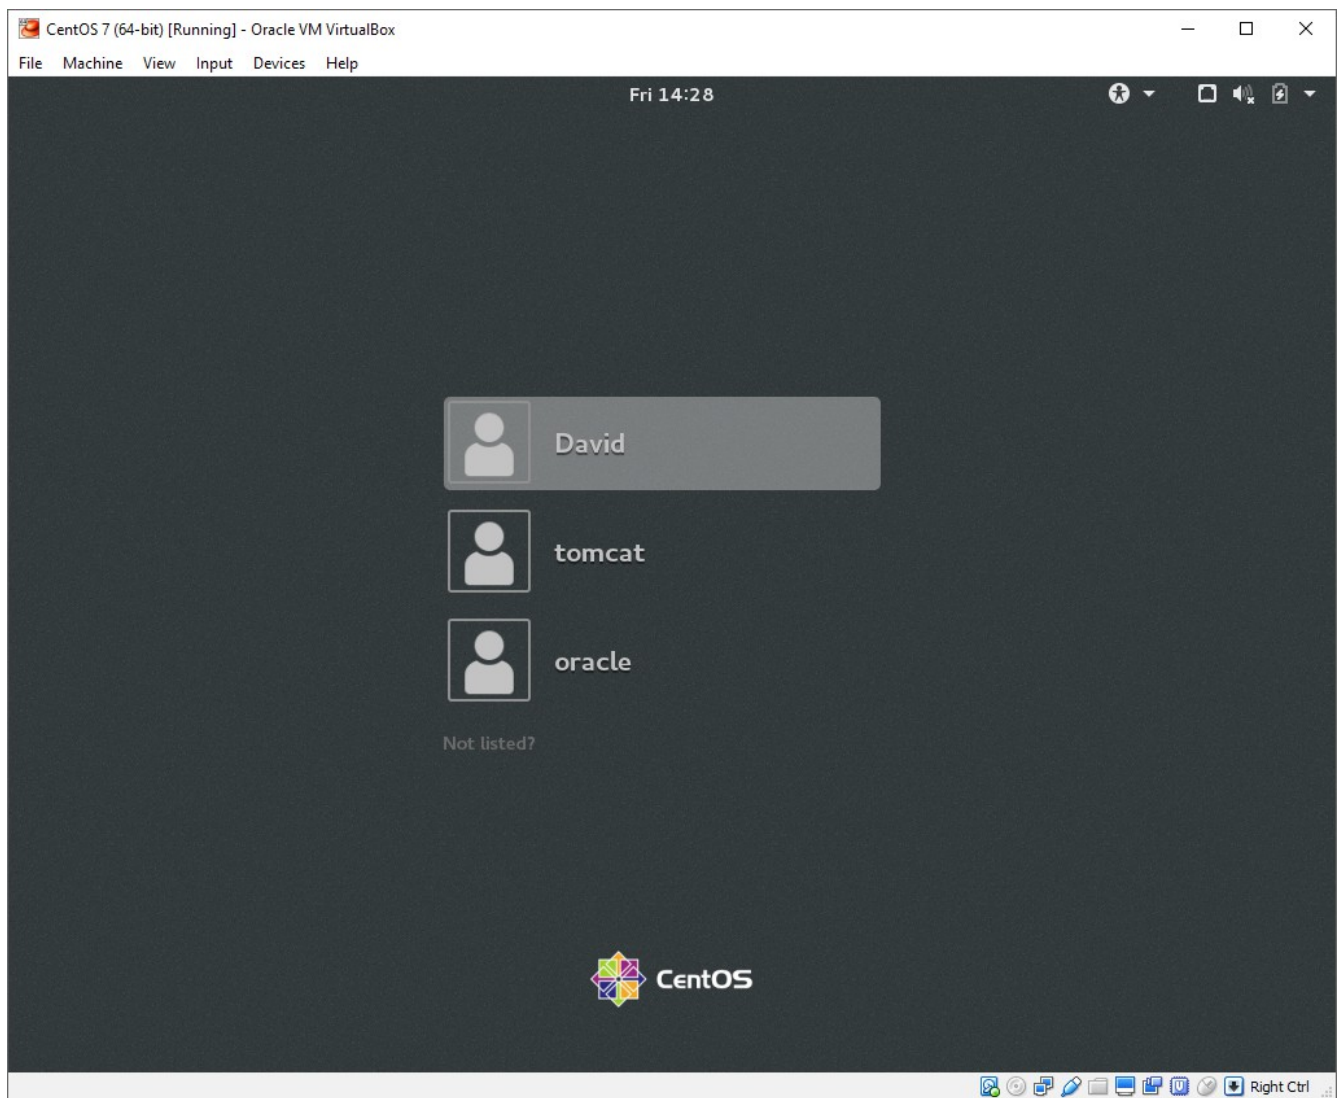 CentOS 7 (64-bit) [Running] - Oracle VM VirtualBox
File Machine View Input Devices Help
Fri 14:28
David
tomcat
oracle
Not listed?
CentOS
Right Ctrl